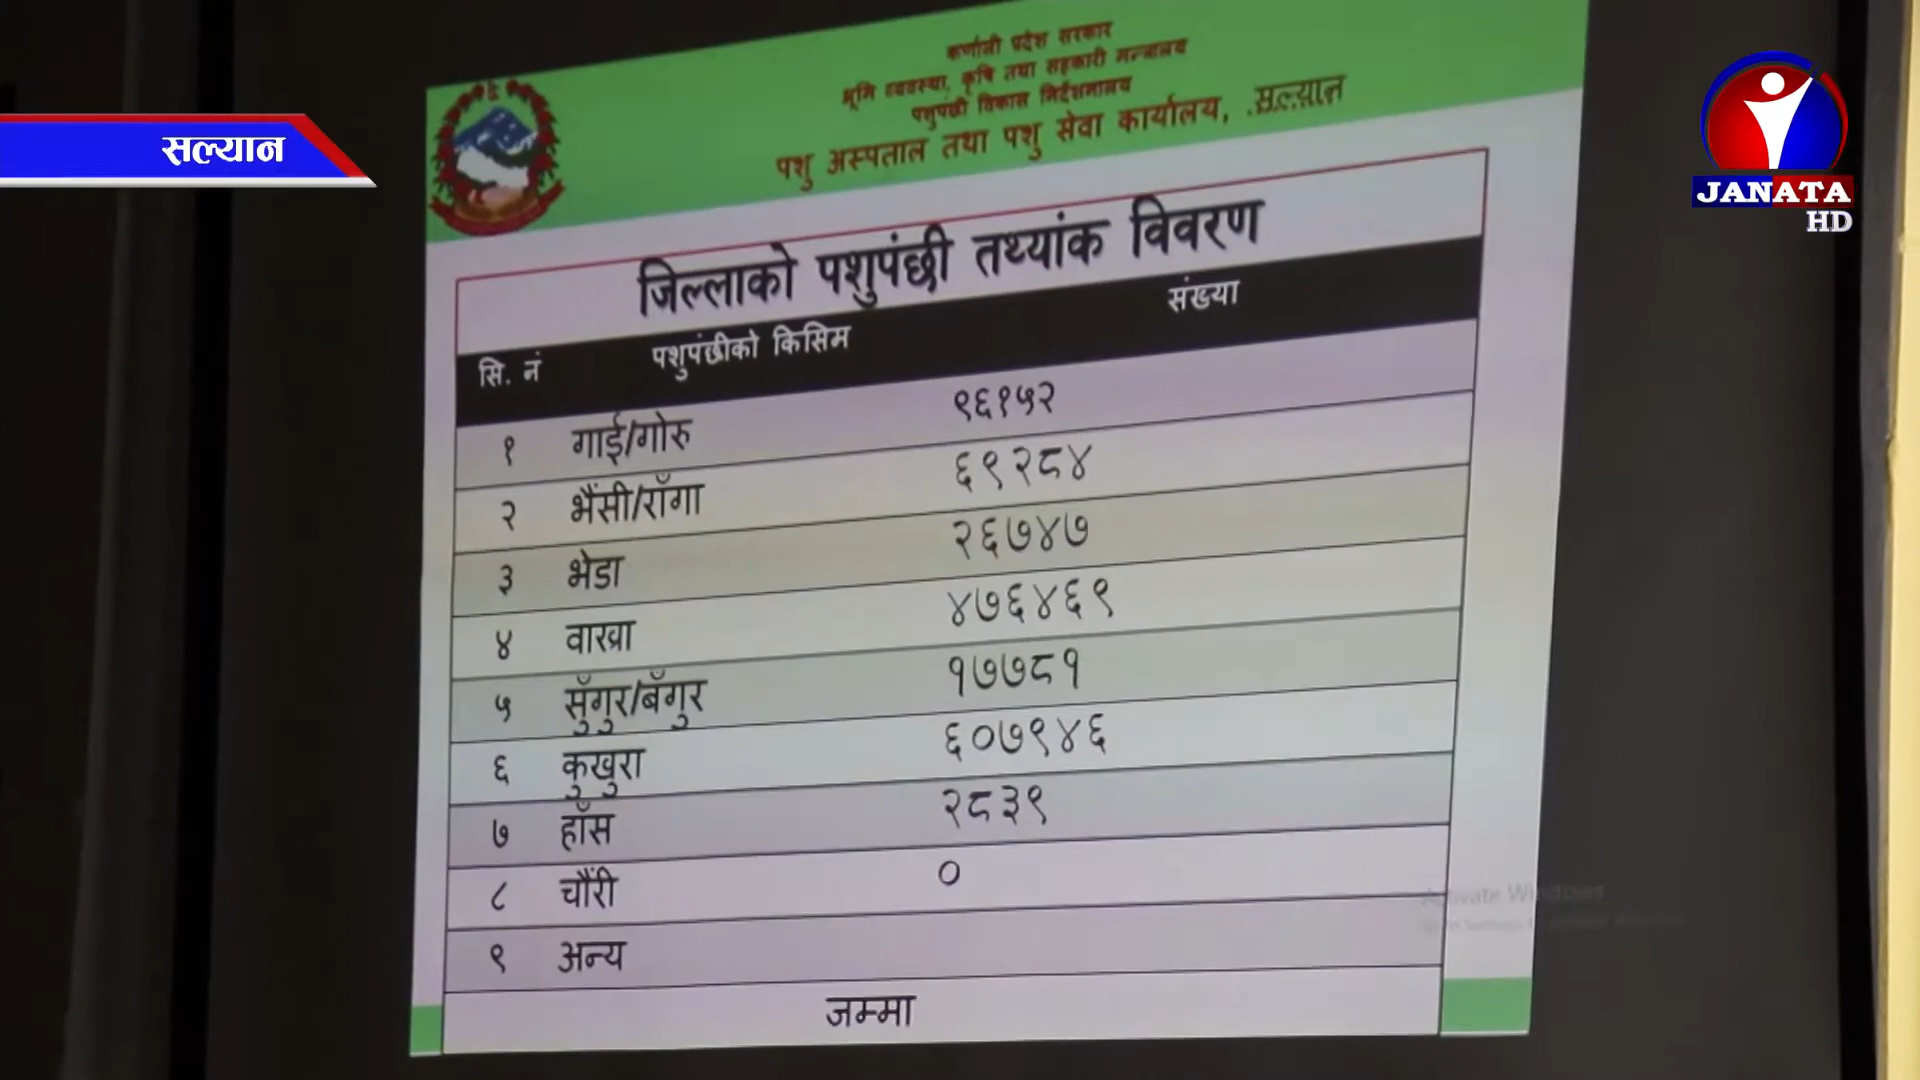 सल्यान
JANATA
HD
कर्णाली प्रदेश सरकार
भूमि व्यवस्था, कृषि तथा सहकारी मन्त्रालय
पशुपंछी विकास निर्देशनालय
पशु अस्पताल तथा पशु सेवा कार्यालय, .सल्यान
जिल्लाको पशुपंछी तथ्यांक विवरण
सि. नं पशुपंछीको किसिम संख्या
१ गाई/गोरु ९६१५२
२ भैंसी/राँगा ६९२८४
३ भेडा २६७४७
४ वाख्रा ४७६४६९
५ सुँगुर/बँगुर १७७८१
६ कुखुरा ६०७९४६
७ हाँस २८३९
८ चौंरी ०
९ अन्य
जम्मा
Activate Windows